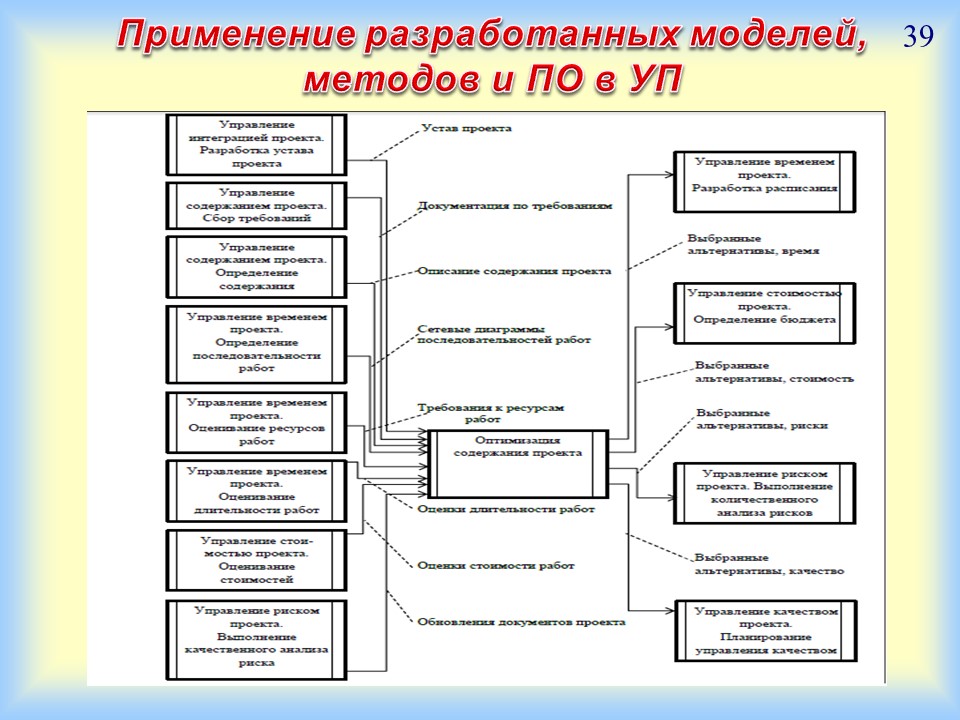 Применение разработанных моделей,
методов и ПО в УП
39
Управление
интеграцией проекта.
Разработка устава
проекта
Управление
содержанием проекта.
Сбор требований
Управление
содержанием проекта.
Определение
содержания
Управление временем
проекта.
Определение
последовательности
работ
Управление временем
проекта.
Оценивание ресурсов
работ
Управление временем
проекта.
Оценивание
длительности работ
Управление стои-
мостью проекта.
Оценивание
стоимостей
Управление риском
проекта.
Выполнение
качественного анализа
риска
Устав проекта
Документация по требованиям
Описание содержания проекта
Сетевые диаграммы
последовательностей работ
Требования к ресурсам
работ
Оптимизация
содержания проекта
Оценки длительности работ
Оценки стоимости работ
Обновления документов проекта
Управление временем
проекта.
Разработка расписания
Выбранные
альтернативы, время
Управление стоимостью
проекта.
Определение бюджета
Выбранные
альтернативы, стоимость
Выбранные
альтернативы, риски
Управление риском
проекта. Выполнение
количественного
анализа рисков
Выбранные
альтернативы, качество
Управление качеством
проекта.
Планирование
управления качеством